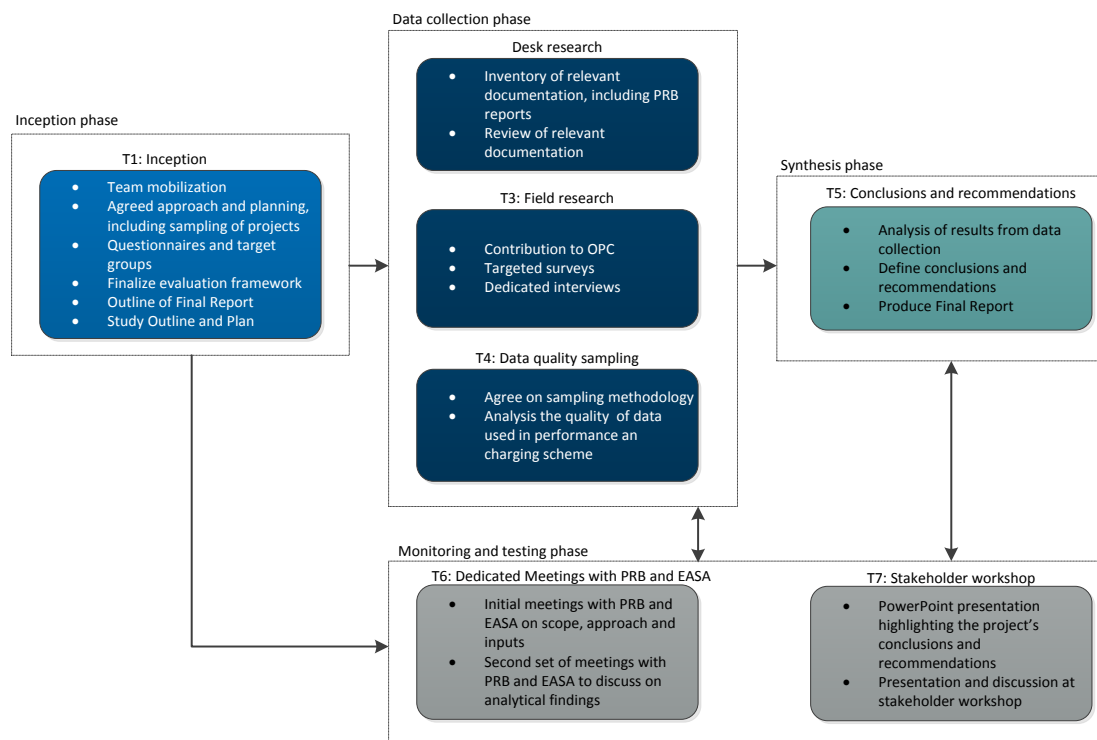 Inception phase
T1: Inception
• Team mobilization
• Agreed approach and planning,
including sampling of projects
• Questionnaires and target
groups
• Finalize evaluation framework
• Outline of Final Report
• Study Outline and Plan
Data collection phase
Desk research
• Inventory of relevant
documentation, including PRB
reports
• Review of relevant
documentation
T3: Field research
• Contribution to OPC
• Targeted surveys
• Dedicated interviews
T4: Data quality sampling
• Agree on sampling methodology
• Analysis the quality of data
used in performance an
charging scheme
Synthesis phase
T5: Conclusions and recommendations
• Analysis of results from data
collection
• Define conclusions and
recommendations
• Produce Final Report
Monitoring and testing phase
T6: Dedicated Meetings with PRB and EASA
• Initial meetings with PRB and
EASA on scope, approach and
inputs
• Second set of meetings with
PRB and EASA to discuss on
analytical findings
T7: Stakeholder workshop
• PowerPoint presentation
highlighting the project’s
conclusions and
recommendations
• Presentation and discussion at
stakeholder workshop